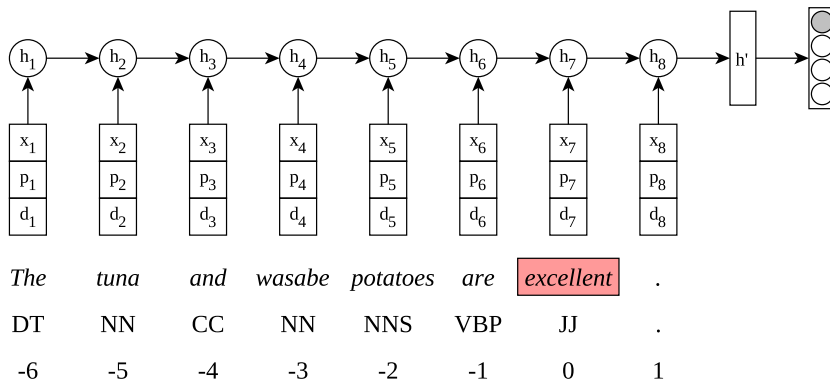 h1 h2 h3 h4 h5 h6 h7 h8 h'
x1 x2 x3 x4 x5 x6 x7 x8
p1 p2 p3 p4 p5 p6 p7 p8
d1 d2 d3 d4 d5 d6 d7 d8
The tuna and wasabe potatoes are excellent .
DT NN CC NN NNS VBP JJ .
-6 -5 -4 -3 -2 -1 0 1